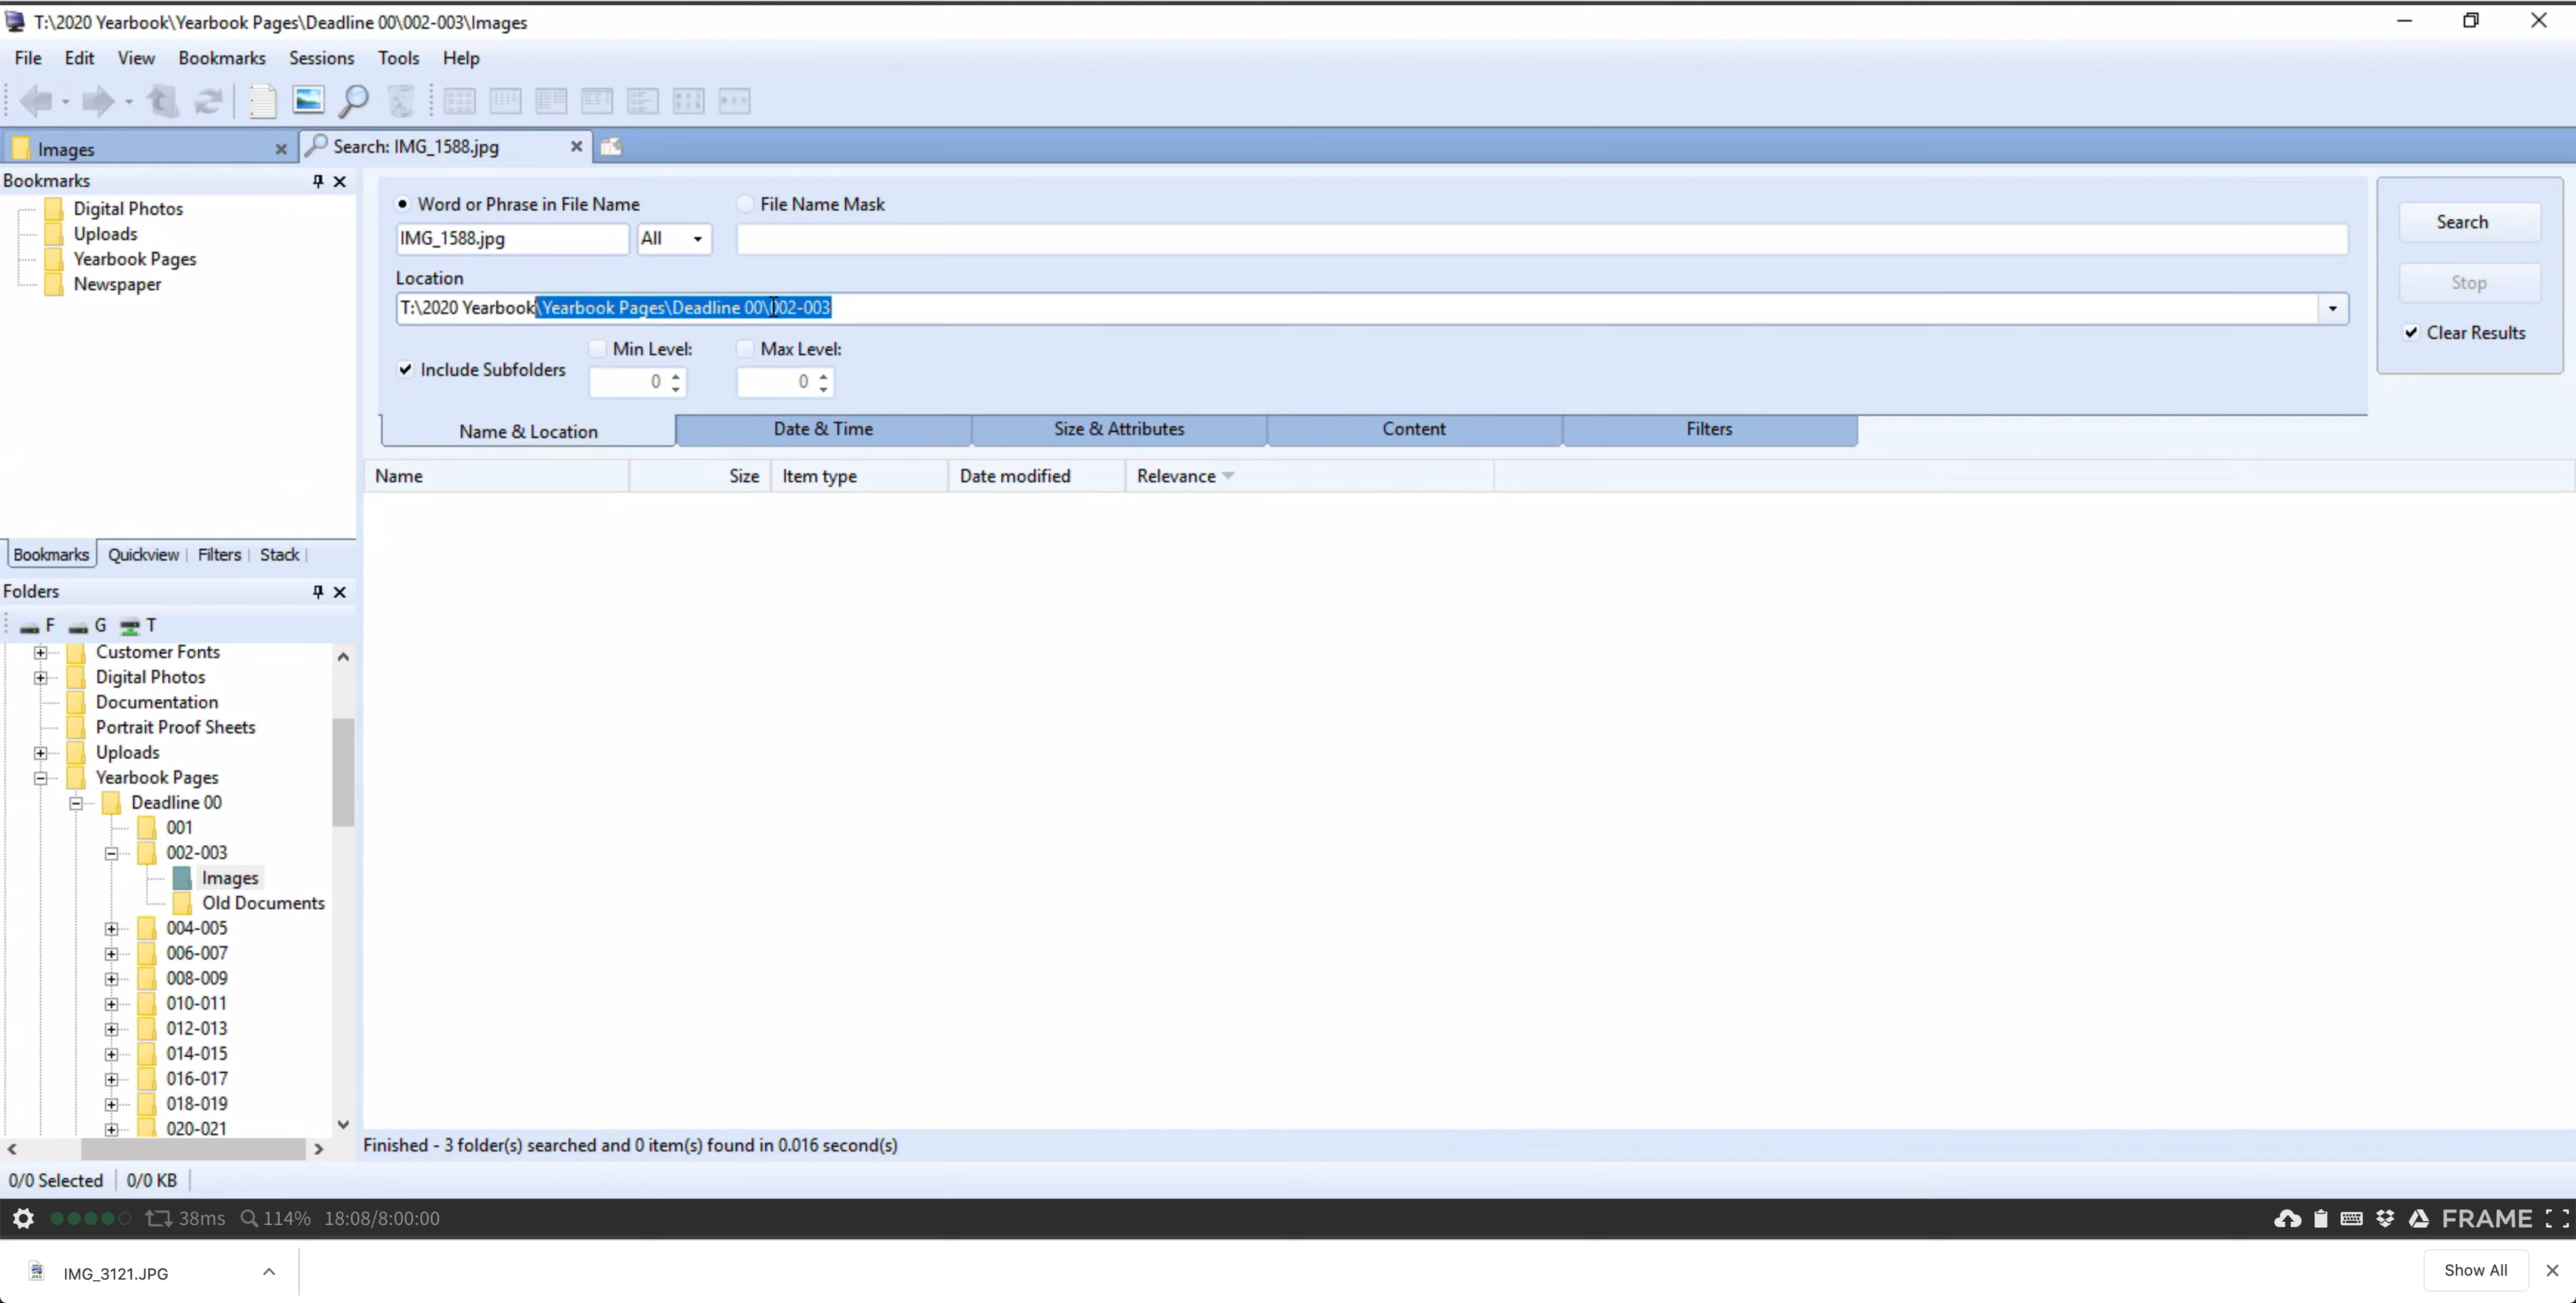 T:\2020 Yearbook\Yearbook Pages\Deadline 00\002-003\Images
File Edit View Bookmarks Sessions Tools Help
Images
Search: IMG_1588.jpg
Bookmarks
Digital Photos
Uploads
Yearbook Pages
Newspaper
Word or Phrase in File Name
File Name Mask
IMG_1588.jpg
All
Location
T:\2020 Yearbook\Yearbook Pages\Deadline 00\002-003
Include Subfolders
Min Level:
Max Level:
0
0
Search
Stop
Clear Results
Name & Location
Date & Time
Size & Attributes
Content
Filters
Name
Size
Item type
Date modified
Relevance
Bookmarks Quickview Filters Stack
Folders
F G T
Customer Fonts
Digital Photos
Documentation
Portrait Proof Sheets
Uploads
Yearbook Pages
Deadline 00
001
002-003
Images
Old Documents
004-005
006-007
008-009
010-011
012-013
014-015
016-017
018-019
020-021
Finished - 3 folder(s) searched and 0 item(s) found in 0.016 second(s)
0/0 Selected
0/0 KB
38ms
114%
18:08/8:00:00
FRAME
IMG_3121.JPG
Show All